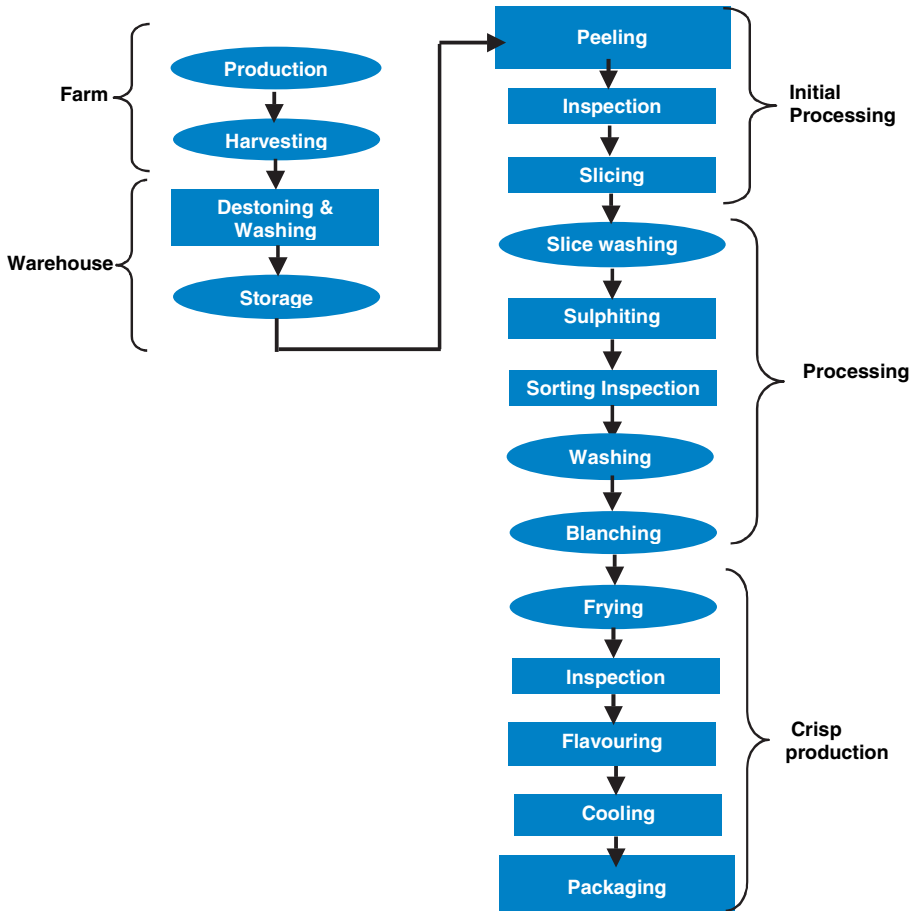 Farm
Production
Harvesting
Warehouse
Destoning &
Washing
Storage
Peeling
Inspection
Slicing
Initial
Processing
Slice washing
Sulphiting
Sorting Inspection
Washing
Blanching
Processing
Frying
Inspection
Flavouring
Cooling
Packaging
Crisp
production